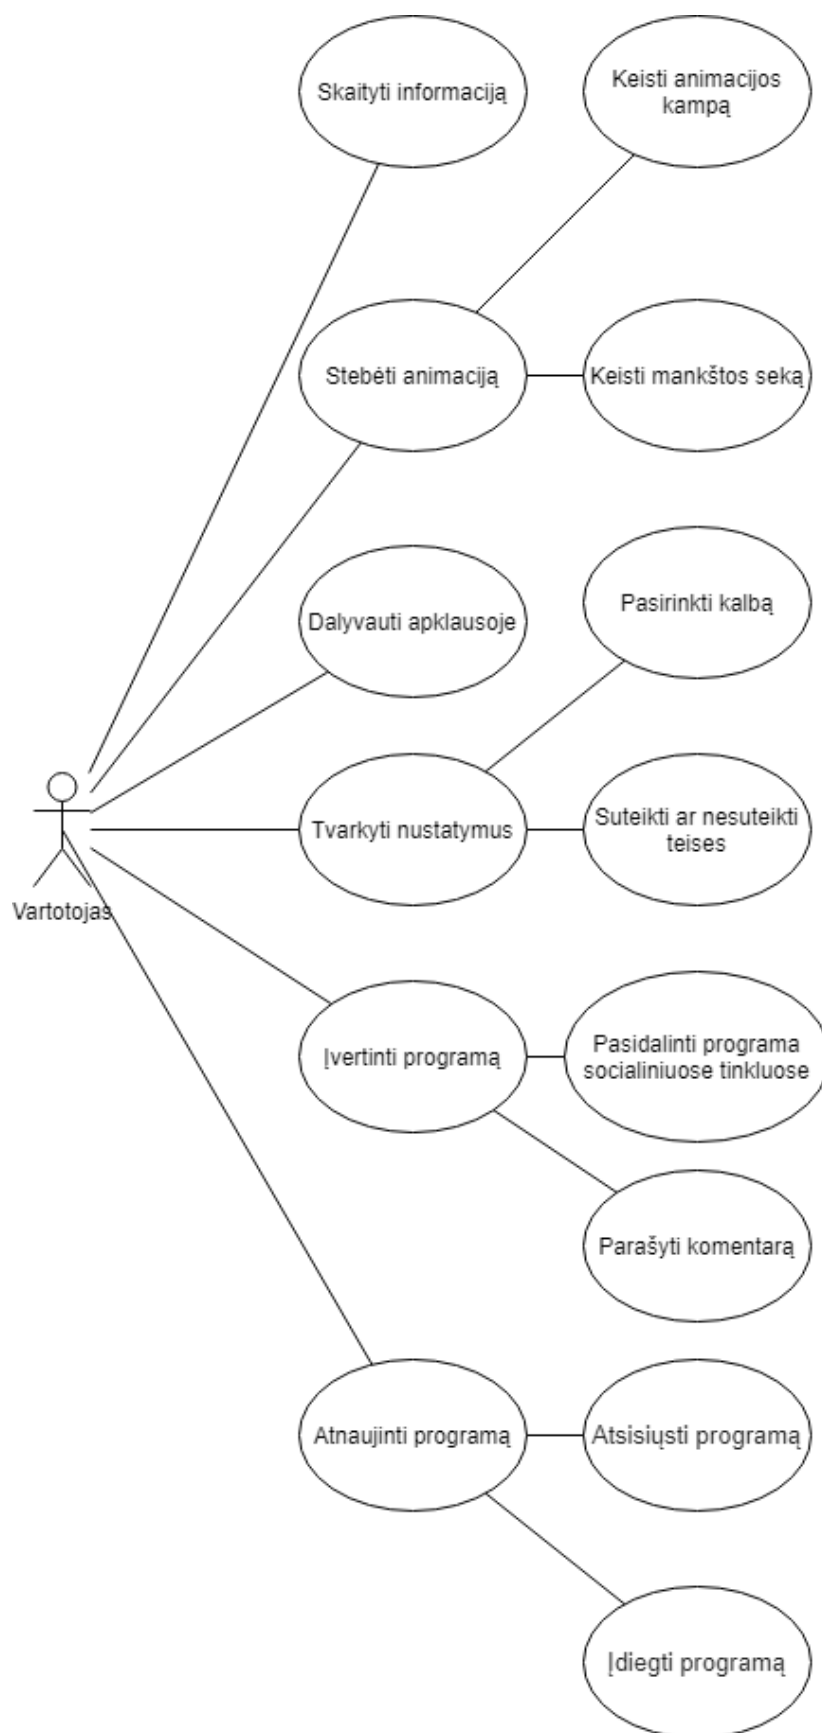 Skaityti informaciją
Keisti animacijos
kampą
Stebėti animaciją
Keisti mankštos seką
Dalyvauti apklausoje
Pasirinkti kalbą
Tvarkyti nustatymus
Suteikti ar nesuteikti
teises
Vartotojas
Įvertinti programą
Pasidalinti programa
socialiniuose tinkluose
Parašyti komentarą
Atnaujinti programą
Atsisiųsti programą
Įdiegti programą